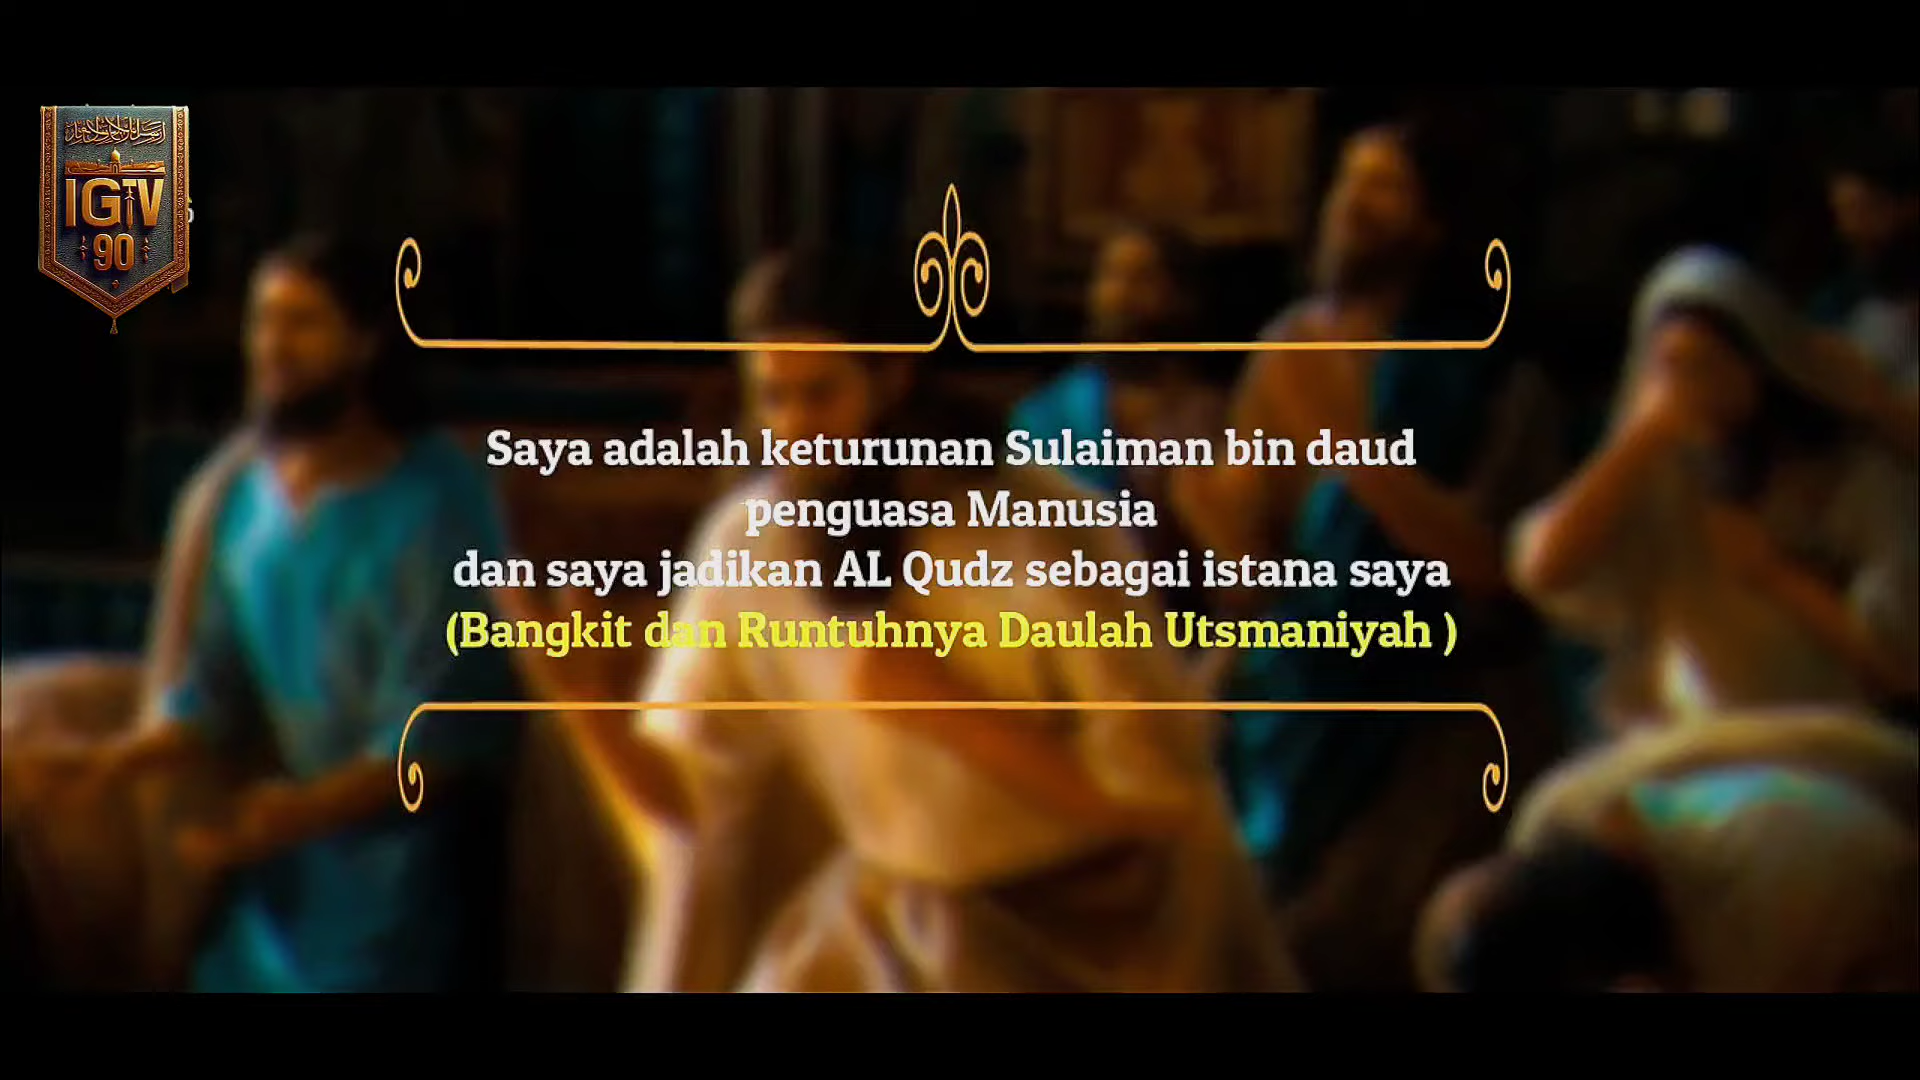 IGTV
90
Saya adalah keturunan Sulaiman bin daud
penguasa Manusia
dan saya jadikan AL Qudz sebagai istana saya
(Bangkit dan Runtuhnya Daulah Utsmaniyah )